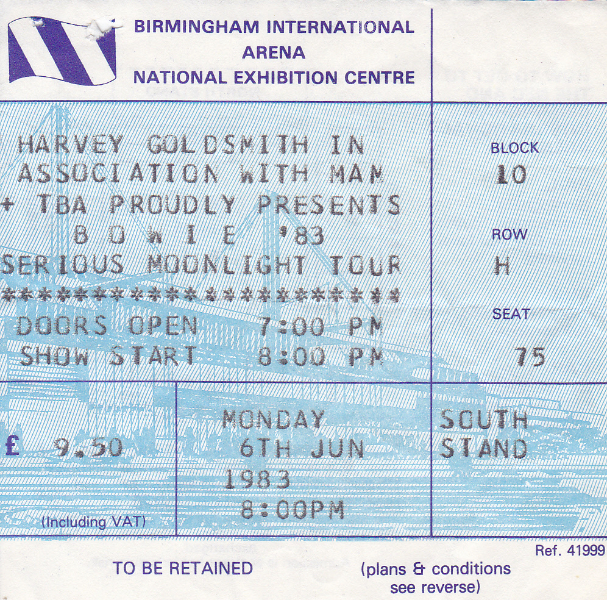 BIRMINGHAM INTERNATIONAL
ARENA
NATIONAL EXHIBITION CENTRE
HARVEY GOLDSMITH IN
ASSOCIATION WITH MAM
+ TBA PROUDLY PRESENTS
BOWIE '83
SERIOUS MOONLIGHT TOUR
**********************
DOORS OPEN 7:00 PM
SHOW START 8:00 PM
BLOCK
10
ROW
H
SEAT
75
£ 9.50
(Including VAT)
MONDAY
6TH JUN
1983
8:00PM
SOUTH
STAND
Ref. 41999
TO BE RETAINED
(plans & conditions
see reverse)